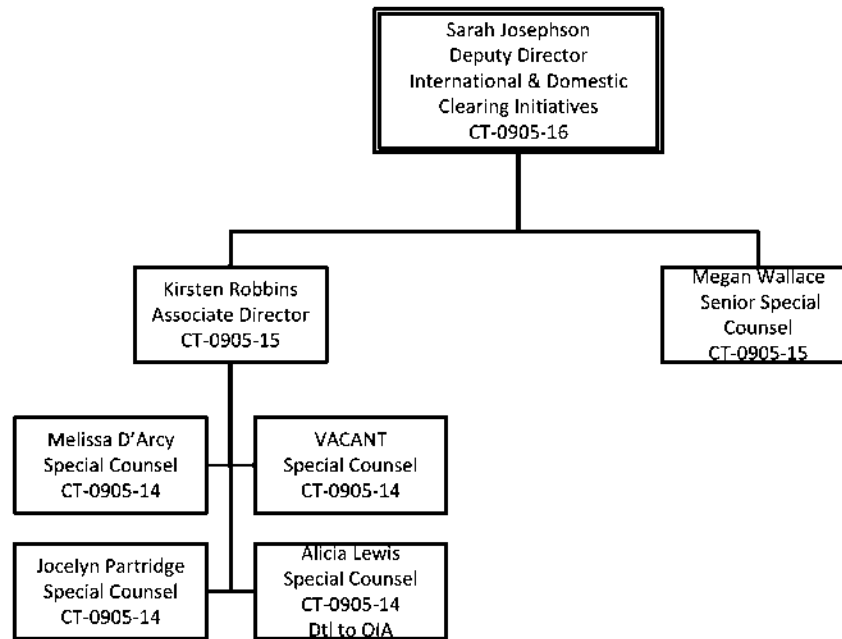 Sarah Josephson
Deputy Director
International & Domestic
Clearing Initiatives
CT-0905-16
Kirsten Robbins
Associate Director
CT-0905-15
Megan Wallace
Senior Special
Counsel
CT-0905-15
Melissa D’Arcy
Special Counsel
CT-0905-14
VACANT
Special Counsel
CT-0905-14
Jocelyn Partridge
Special Counsel
CT-0905-14
Alicia Lewis
Special Counsel
CT-0905-14
Dtl to OIA